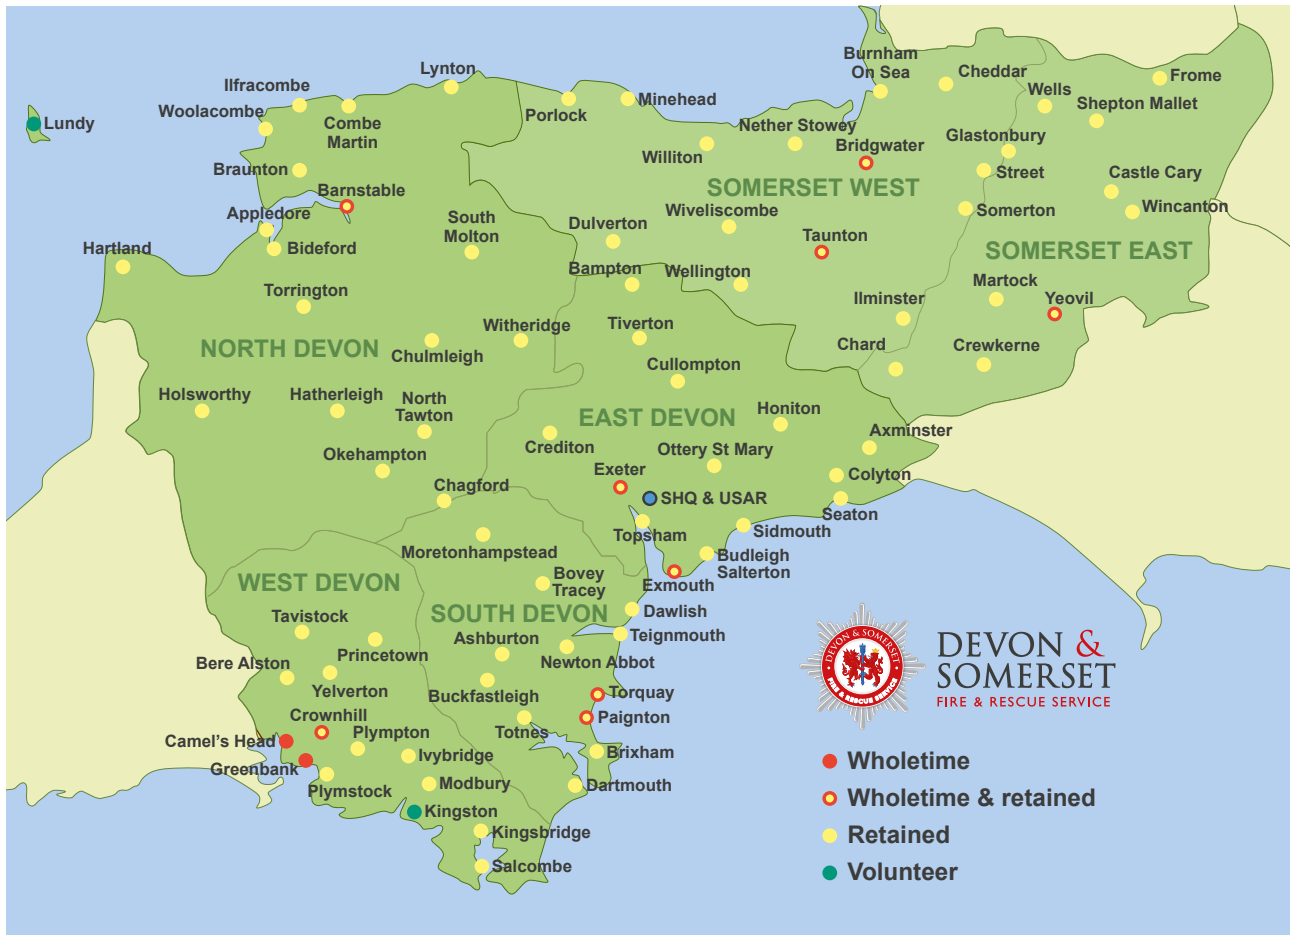 Lynton
Ilfracombe
Woolacombe
Lundy
Combe
Martin
Braunton
Barnstable
Appledore
Bideford
Hartland
South
Molton
Torrington
Witheridge
NORTH DEVON
Chulmleigh
Holsworthy
Hatherleigh
North
Tawton
Okehampton
Chagford
Porlock
Minehead
Burnham
On Sea
Cheddar
Nether Stowey
Williton
Bridgwater
SOMERSET WEST
Wiveliscombe
Dulverton
Taunton
Bampton
Wellington
Ilminster
Chard
Wells
Frome
Shepton Mallet
Glastonbury
Street
Castle Cary
Wincanton
Somerton
SOMERSET EAST
Martock
Yeovil
Crewkerne
Tiverton
Cullompton
EAST DEVON
Honiton
Axminster
Crediton
Ottery St Mary
Exeter
Colyton
SHQ & USAR
Seaton
Topsham
Sidmouth
Budleigh
Salterton
Exmouth
Moretonhampstead
Bovey
Tracey
WEST DEVON
SOUTH DEVON
Dawlish
Teignmouth
Tavistock
Ashburton
Princetown
Newton Abbot
Bere Alston
Yelverton
Buckfastleigh
Torquay
Crownhill
Paignton
Totnes
Camel's Head
Plympton
Ivybridge
Brixham
Greenbank
Plymstock
Modbury
Dartmouth
Kingston
Kingsbridge
Salcombe
DEVON & SOMERSET
FIRE & RESCUE SERVICE
DEVON &
SOMERSET
FIRE & RESCUE SERVICE
Wholetime
Wholetime & retained
Retained
Volunteer